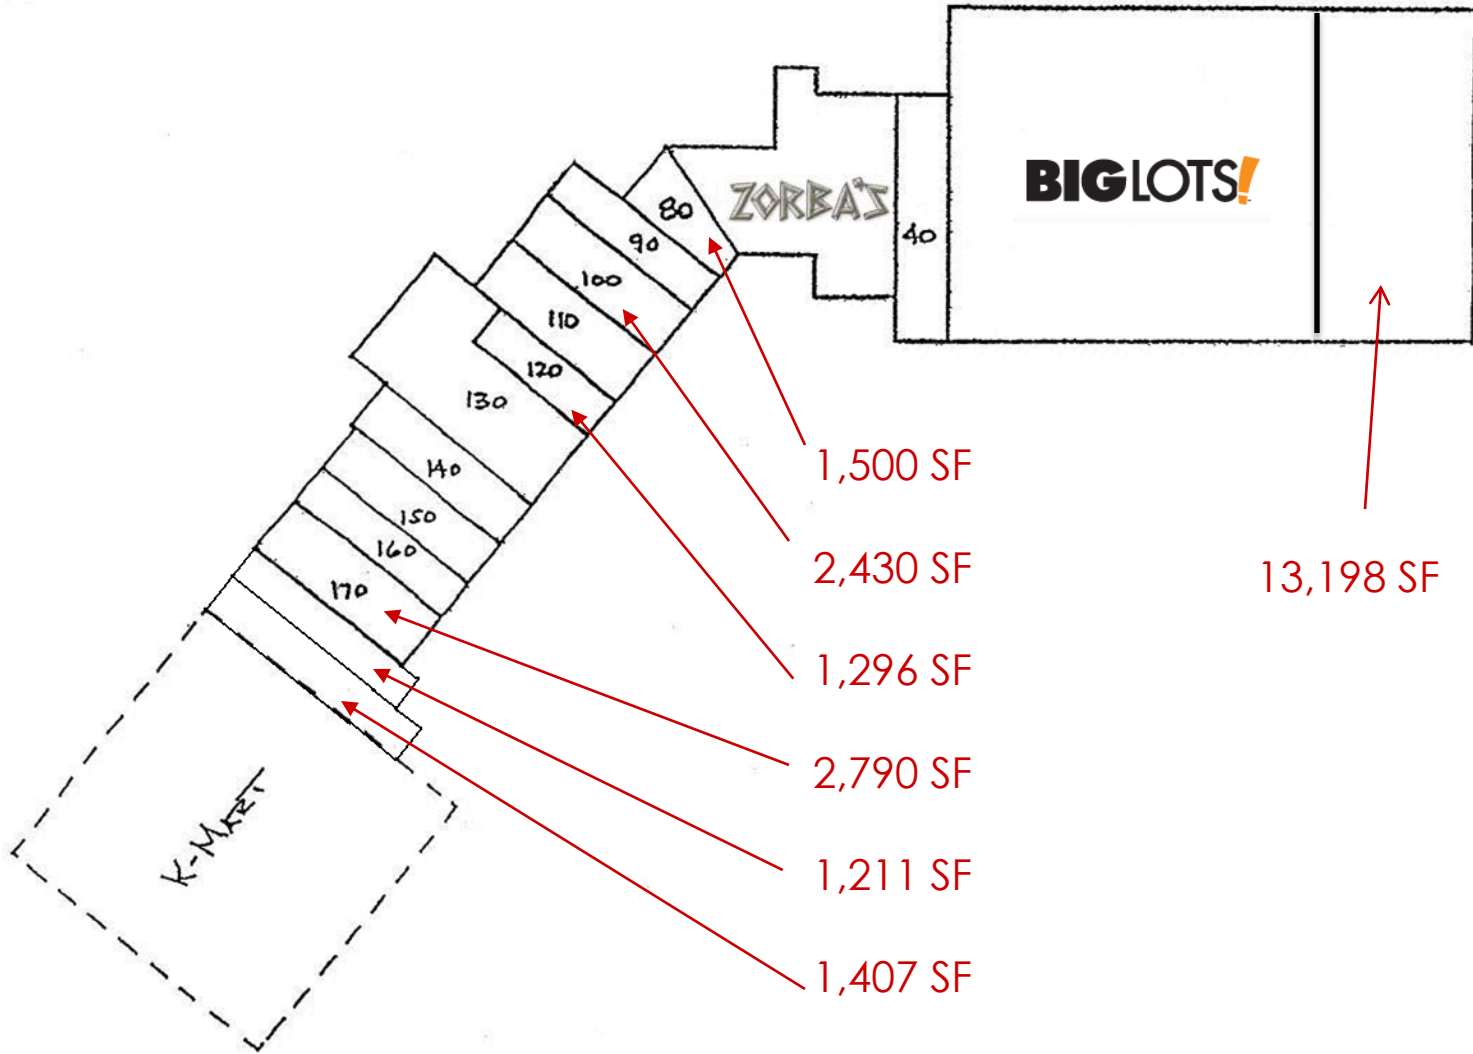 BIGLOTS!
ZORBA'S
80
40
90
100
110
120
130
140
150
160
170
1,500 SF
2,430 SF
13,198 SF
1,296 SF
2,790 SF
1,211 SF
1,407 SF
K-MART